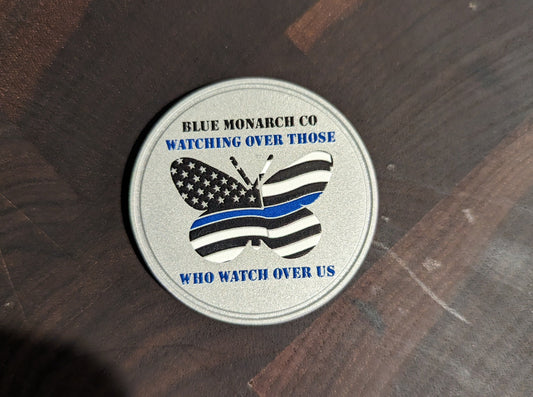 BLUE MONARCH CO
WATCHING OVER THOSE
WHO WATCH OVER US